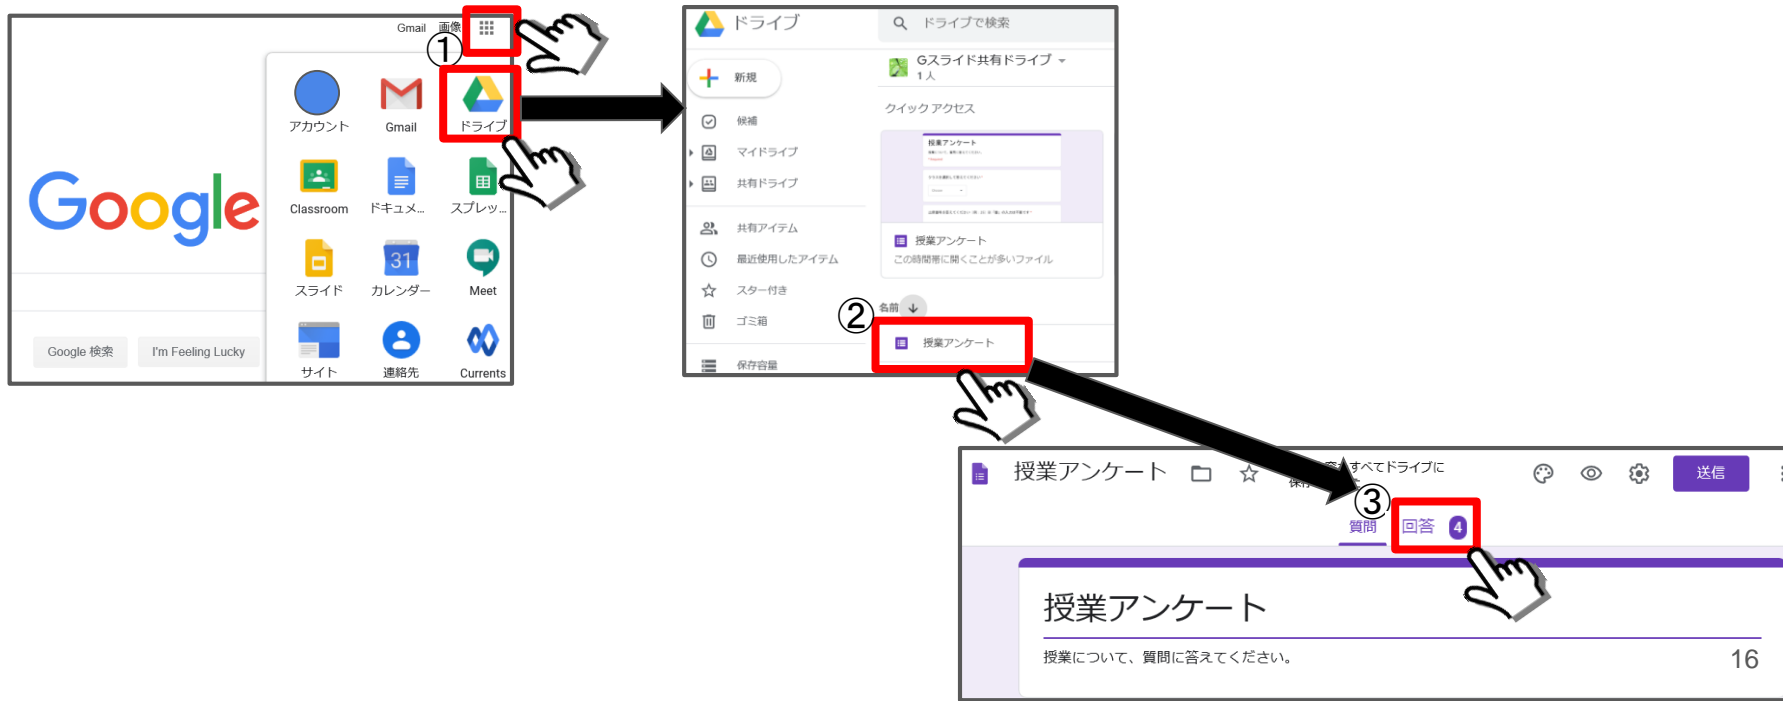 Gmail 画像
①
アカウント
Gmail
ドライブ
Classroom
ドキュメ...
スプレッ...
Google
スライド
31
カレンダー
Meet
Google 検索
I'm Feeling Lucky
サイト
連絡先
Currents
ドライブ
ドライブで検索
新規
Gスライド共有ドライブ
1人
クイック アクセス
候補
マイドライブ
共有ドライブ
共有アイテム
最近使用したアイテム
スター付き
ゴミ箱
保存容量
授業アンケート
授業アンケート
この時間帯に開くことが多いファイル
名前
②
授業アンケート
授業アンケート
すべてドライブに
送信
③
質問
回答 4
授業アンケート
授業について、質問に答えてください。
16